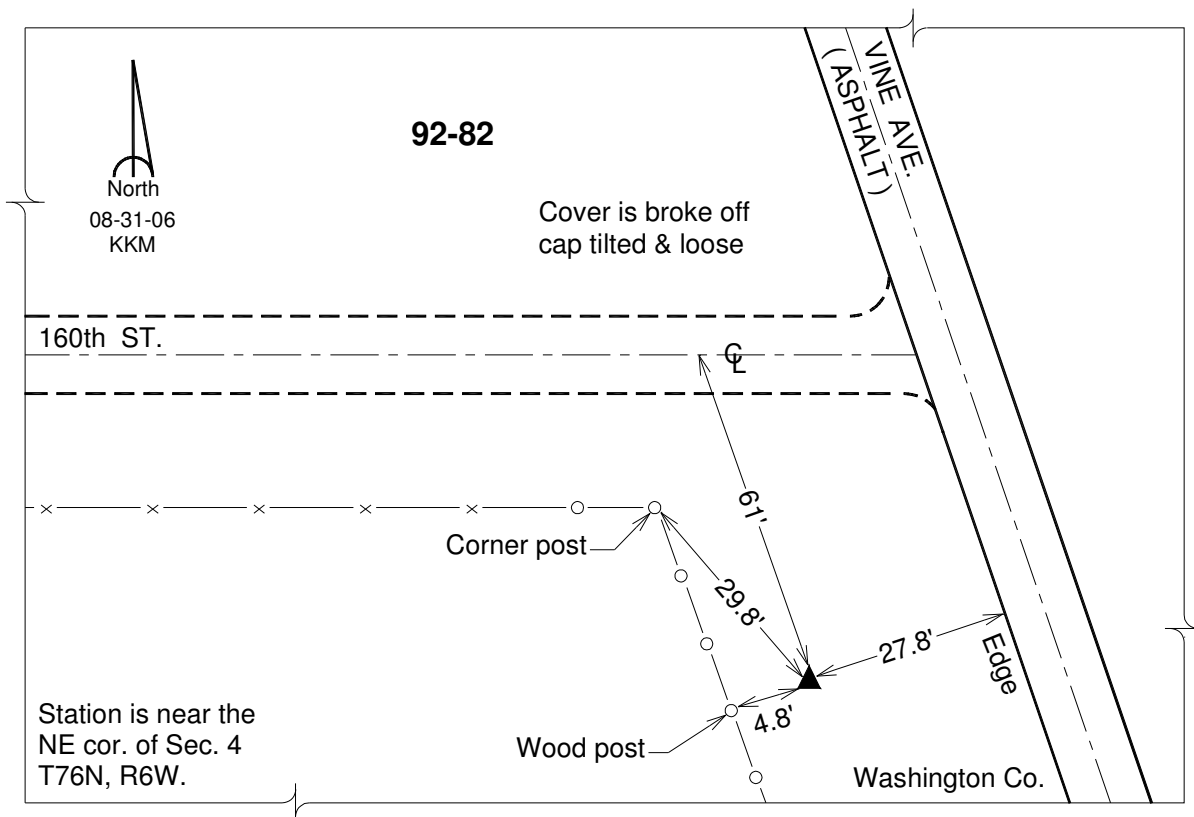 VINE AVE.
( ASPHALT )
92-82
North
08-31-06
KKM
Cover is broke off
cap tilted & loose
160th ST.
CL
61'
Corner post
29.8'
27.8'
Edge
4.8'
Station is near the
NE cor. of Sec. 4
T76N, R6W.
Wood post
Washington Co.